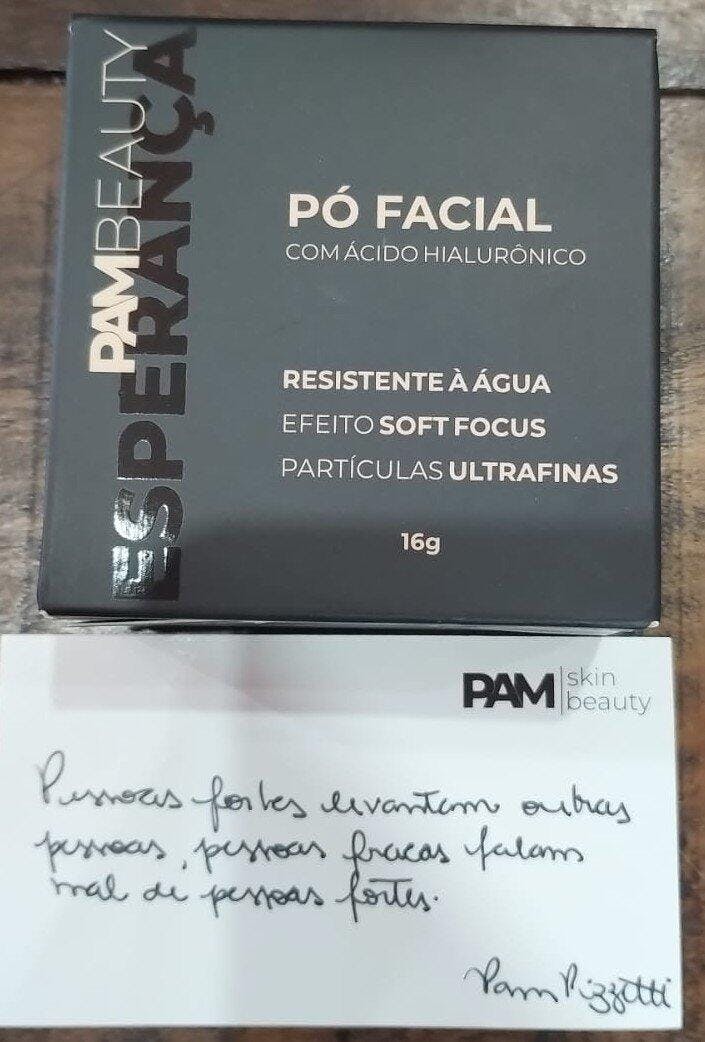 PAMBEAUTY
ESPERANÇA
PÓ FACIAL
COM ÁCIDO HIALURÔNICO
RESISTENTE À ÁGUA
EFEITO SOFT FOCUS
PARTÍCULAS ULTRAFINAS
16g
PAM skin
beauty
Pessoas fortes levantam outras
pessoas, pessoas fracas falam
mal de pessoas fortes.
Pam Pizzetti